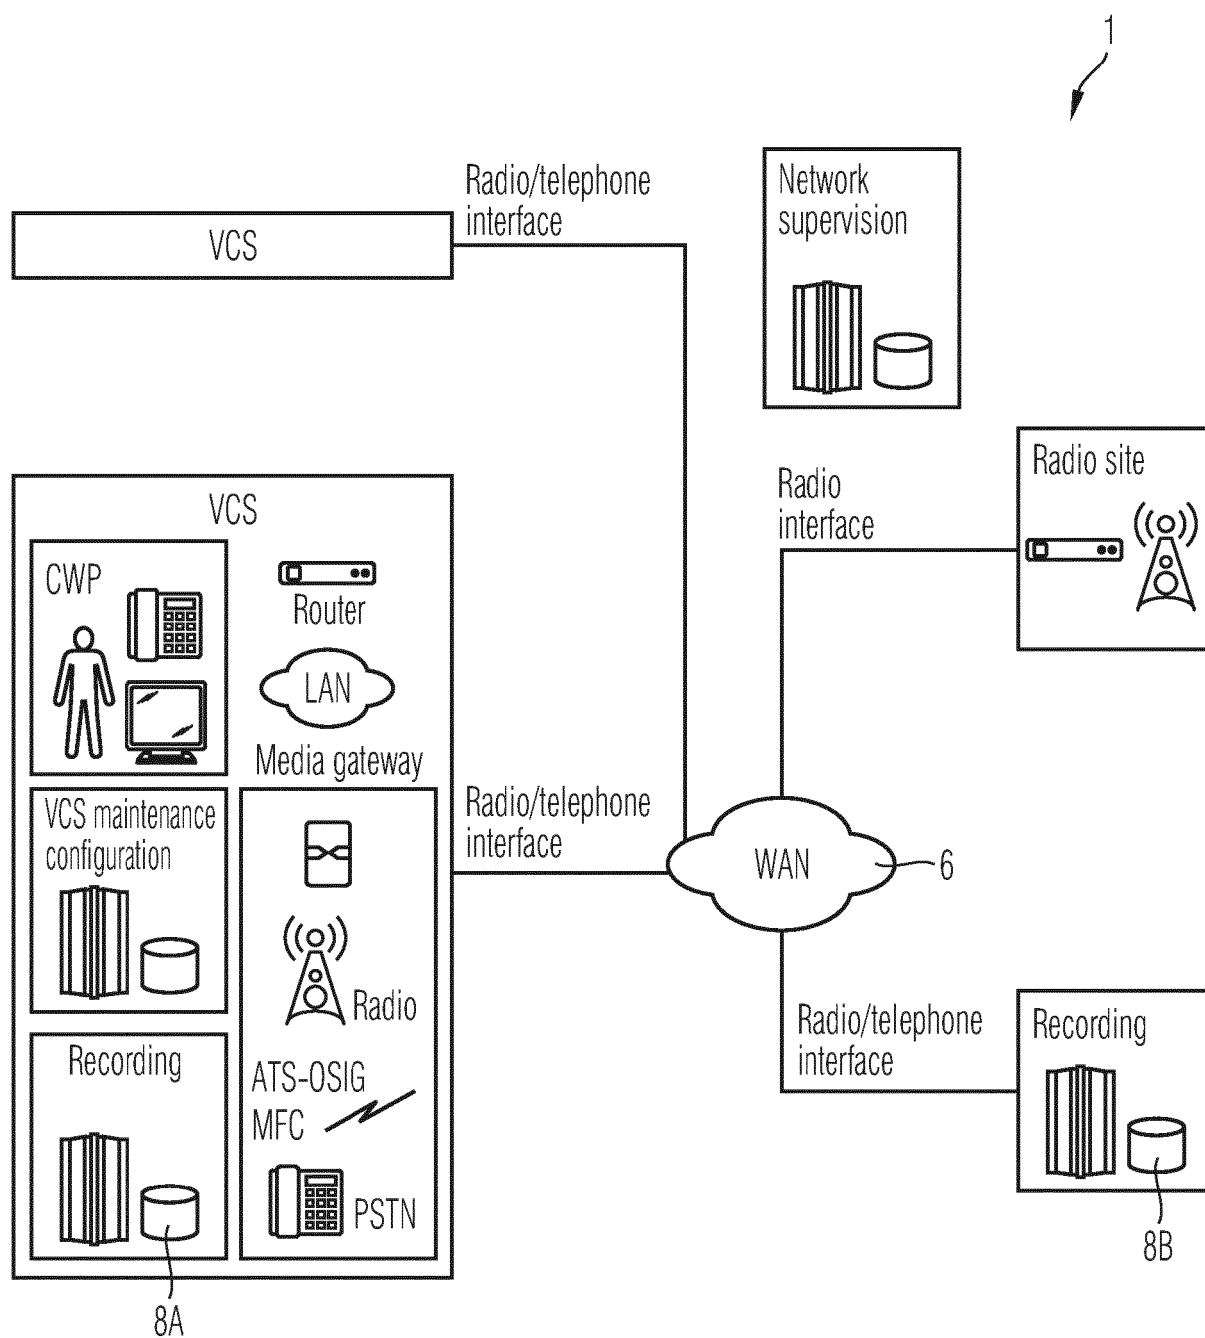 1
Radio/telephone
interface
VCS
Network
supervision
Radio site
Radio
interface
VCS
CWP
Router
LAN
Media gateway
VCS maintenance
configuration
Radio
Recording
ATS-OSIG
MFC
PSTN
8A
Radio/telephone
interface
WAN
6
Radio/telephone
interface
Recording
8B